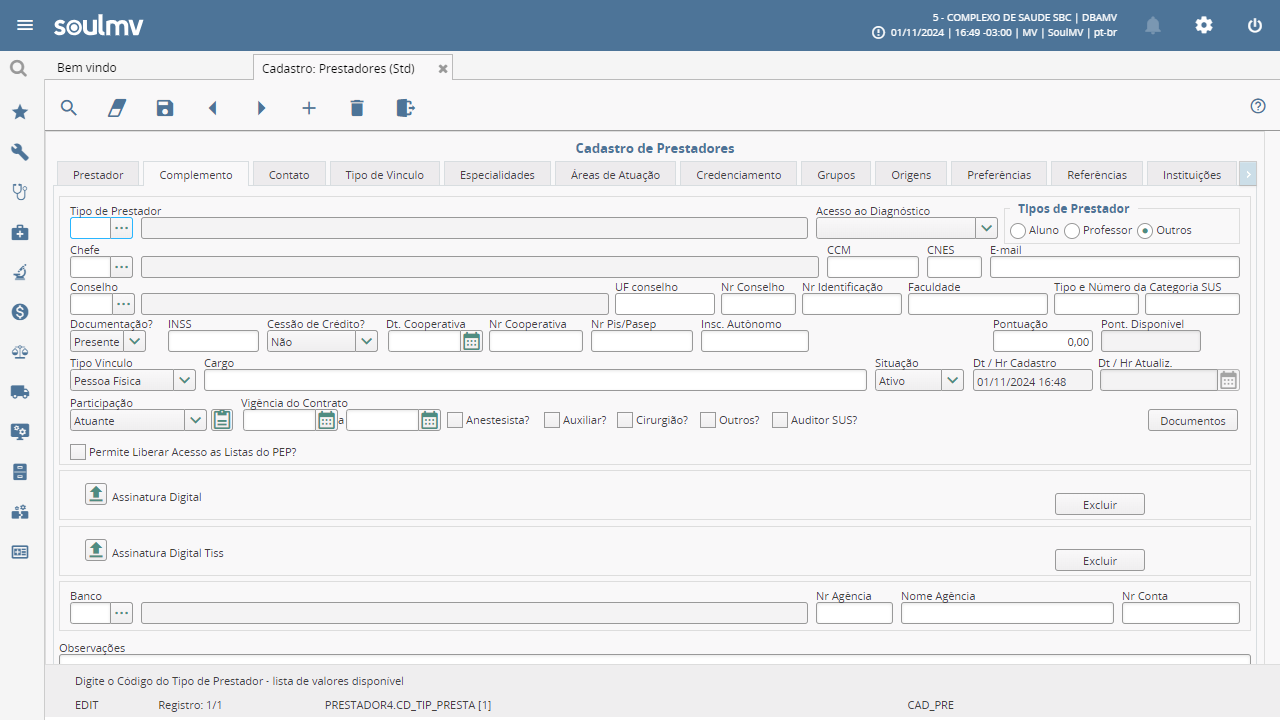 soulmv
5 - COMPLEXO DE SAUDE SBC | DBAMV
01/11/2024 | 16:49 -03:00 | MV | SoulMV | pt-br
Bem vindo
Cadastro: Prestadores (Std)
Cadastro de Prestadores
Prestador Complemento Contato Tipo de Vinculo Especialidades Áreas de Atuação Credenciamento Grupos Origens Preferências Referências Instituições
Tipo de Prestador Acesso ao Diagnóstico Tipos de Prestador
Aluno Professor Outros
Chefe CCM CNES E-mail
Conselho UF conselho Nr Conselho Nr Identificação Faculdade Tipo e Número da Categoria SUS
Documentação? INSS Cessão de Crédito? Dt. Cooperativa Nr Cooperativa Nr Pis/Pasep Insc. Autônomo Pontuação Pont. Disponível
Presente Não 0,00
Tipo Vínculo Cargo Situação Dt / Hr Cadastro Dt / Hr Atualiz.
Pessoa Física Ativo 01/11/2024 16:48
Participação Vigência do Contrato
Atuante a Anestesista? Auxiliar? Cirurgião? Outros? Auditor SUS? Documentos
Permite Liberar Acesso as Listas do PEP?
Assinatura Digital Excluir
Assinatura Digital Tiss Excluir
Banco Nr Agência Nome Agência Nr Conta
Observações
Digite o Código do Tipo de Prestador - lista de valores disponível
EDIT Registro: 1/1 PRESTADOR4.CD_TIP_PRESTA [1] CAD_PRE